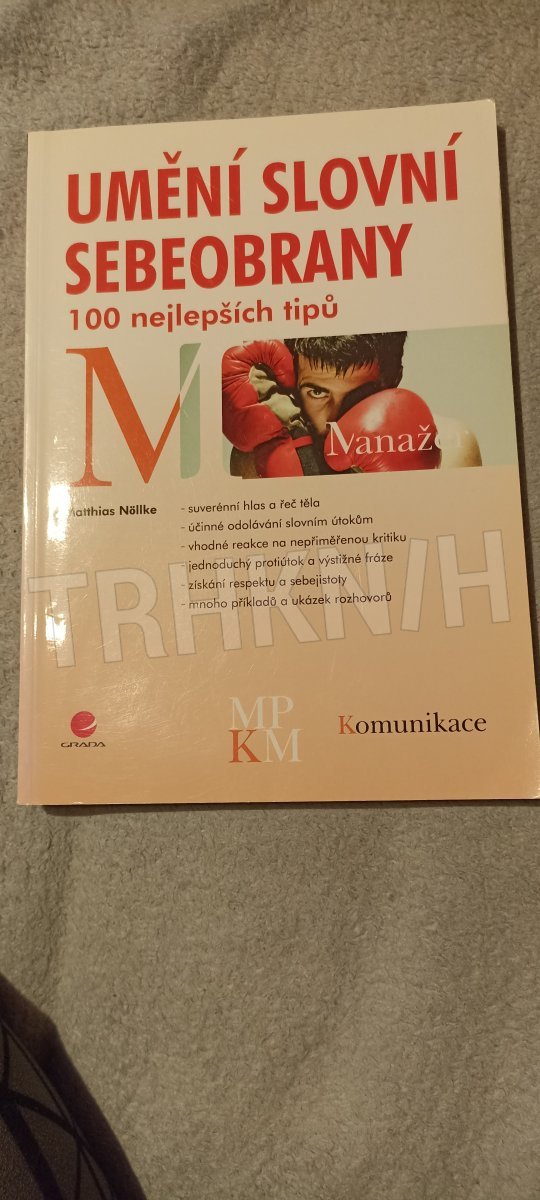 UMĚNÍ SLOVNÍ
SEBEOBRANY
100 nejlepších tipů
M
Manažer
Matthias Nöllke
- suverénní hlas a řeč těla
- účinné odolávání slovním útokům
- vhodné reakce na nepřiměřenou kritiku
- jednoduchý protiútok a výstižné fráze
- získání respektu a sebejistoty
- mnoho příkladů a ukázek rozhovorů
TRHKNIH
GRADA
MP
KM
Komunikace